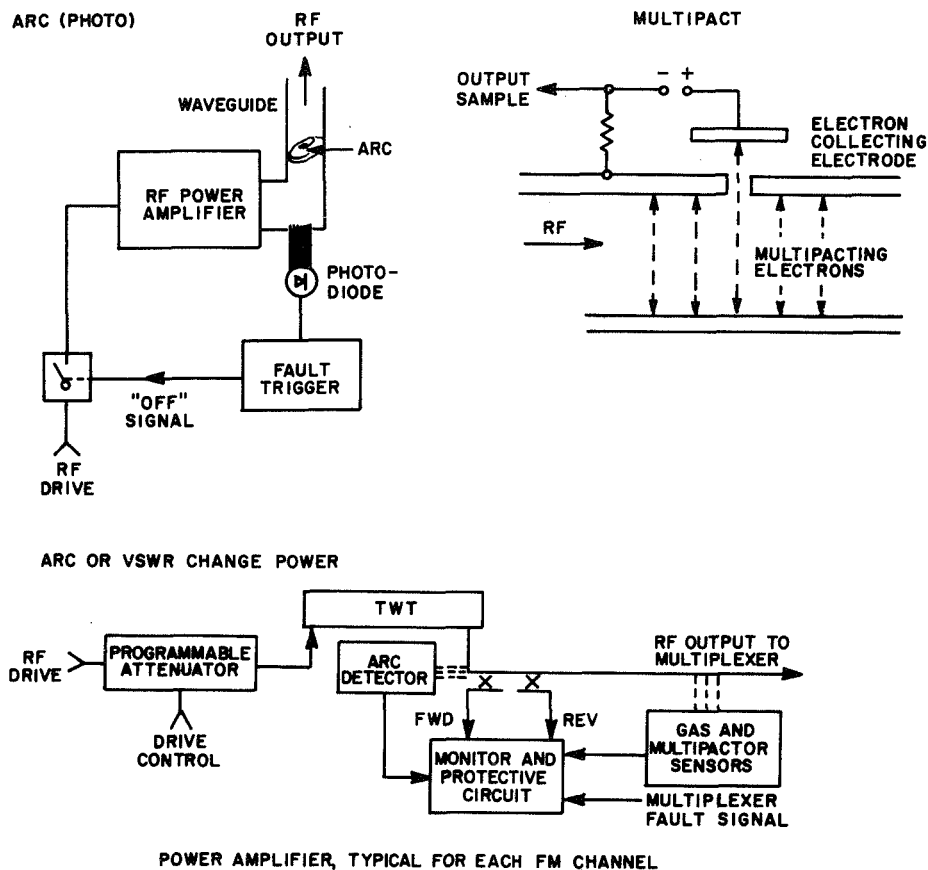 ARC (PHOTO)
RF
OUTPUT
WAVEGUIDE
ARC
RF POWER
AMPLIFIER
PHOTO-
DIODE
FAULT
TRIGGER
"OFF"
SIGNAL
RF
DRIVE
MULTIPACT
OUTPUT
SAMPLE
- +
ELECTRON
COLLECTING
ELECTRODE
RF
MULTIPACTING
ELECTRONS
ARC OR VSWR CHANGE POWER
TWT
RF
DRIVE
PROGRAMMABLE
ATTENUATOR
DRIVE
CONTROL
ARC
DETECTOR
RF OUTPUT TO
MULTIPLEXER
FWD
REV
MONITOR AND
PROTECTIVE
CIRCUIT
GAS AND
MULTIPACTOR
SENSORS
MULTIPLEXER
FAULT SIGNAL
POWER AMPLIFIER, TYPICAL FOR EACH FM CHANNEL